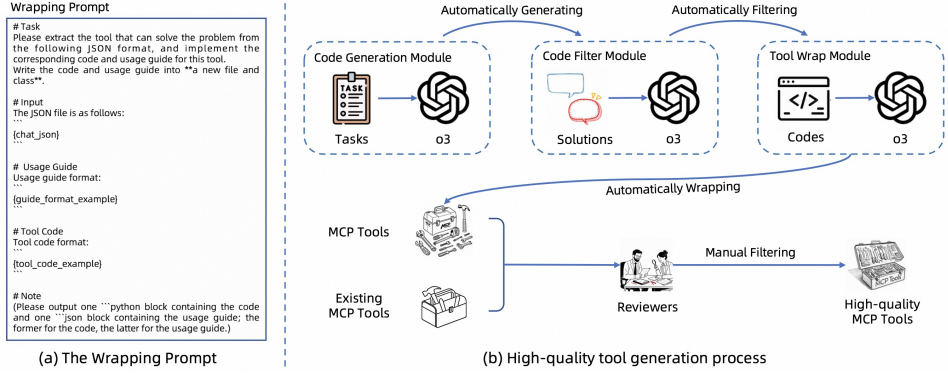 Wrapping Prompt
# Task
Please extract the tool that can solve the problem from
the following JSON format, and implement the
corresponding code and usage guide for this tool.
Write the code and usage guide into **a new file and
class**.
# Input
The JSON file is as follows:
```
{chat_json}
```
# Usage Guide
Usage guide format:
```
{guide_format_example}
```
# Tool Code
Tool code format:
```
{tool_code_example}
```
# Note
(Please output one ```python block containing the code
and one ```json block containing the usage guide; the
former for the code, the latter for the usage guide.)
(a) The Wrapping Prompt
Automatically Generating
Automatically Filtering
Code Generation Module
TASK
Tasks
o3
Code Filter Module
Solutions
o3
Tool Wrap Module
</>
Codes
o3
Automatically Wrapping
MCP Tools
MCP
Existing
MCP Tools
Reviewers
Manual Filtering
MCP Tools
High-quality
MCP Tools
(b) High-quality tool generation process